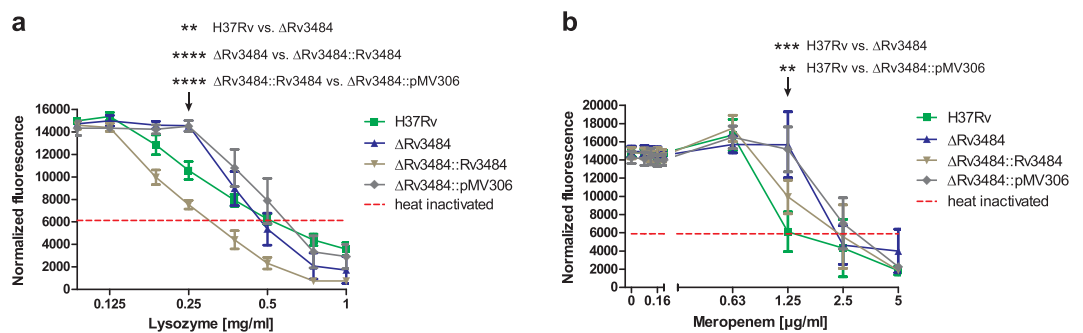 a
** H37Rv vs. ΔRv3484
**** ΔRv3484 vs. ΔRv3484::Rv3484
**** ΔRv3484::Rv3484 vs. ΔRv3484::pMV306
Normalized fluorescence
16000
14000
12000
10000
8000
6000
4000
2000
0
0.125
0.25
0.5
1
Lysozyme [mg/ml]
H37Rv
ΔRv3484
ΔRv3484::Rv3484
ΔRv3484::pMV306
heat inactivated
b
*** H37Rv vs. ΔRv3484
** H37Rv vs. ΔRv3484::pMV306
Normalized fluorescence
20000
18000
16000
14000
12000
10000
8000
6000
4000
2000
0
0
0.16
0.63
1.25
2.5
5
Meropenem [µg/ml]
H37Rv
ΔRv3484
ΔRv3484::Rv3484
ΔRv3484::pMV306
heat inactivated